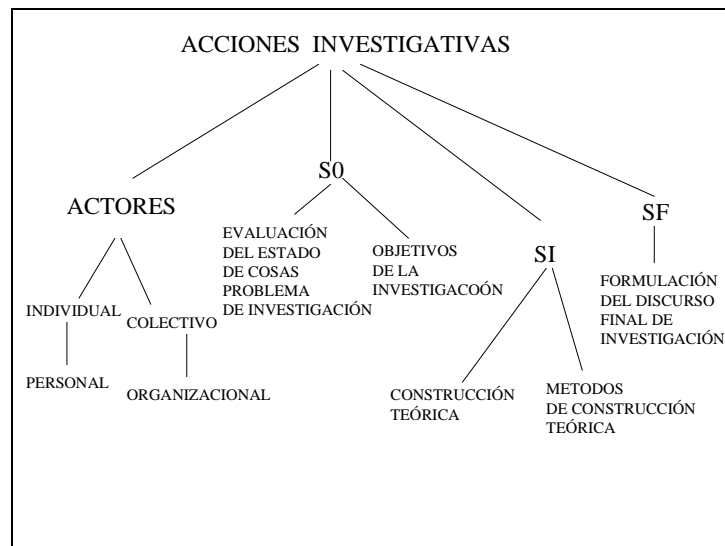 ACCIONES INVESTIGATIVAS
S0
ACTORES
SF
EVALUACIÓN
DEL ESTADO
DE COSAS
PROBLEMA
DE INVESTIGACIÓN
OBJETIVOS
DE LA
INVESTIGACOÓN
SI
FORMULACIÓN
DEL DISCURSO
FINAL DE
INVESTIGACIÓN
INDIVIDUAL
COLECTIVO
PERSONAL
ORGANIZACIONAL
CONSTRUCCIÓN
TEÓRICA
METODOS
DE CONSTRUCCIÓN
TEÓRICA